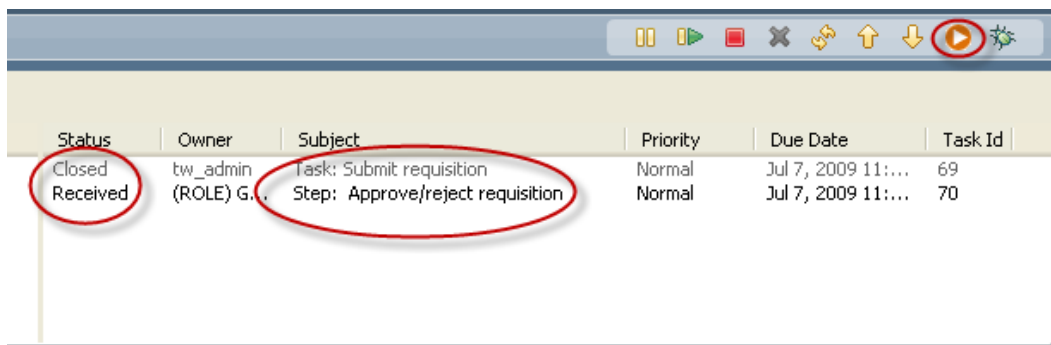 Status Owner Subject Priority Due Date Task Id
Closed tw_admin Task: Submit requisition Normal Jul 7, 2009 11:... 69
Received (ROLE) G... Step: Approve/reject requisition Normal Jul 7, 2009 11:... 70